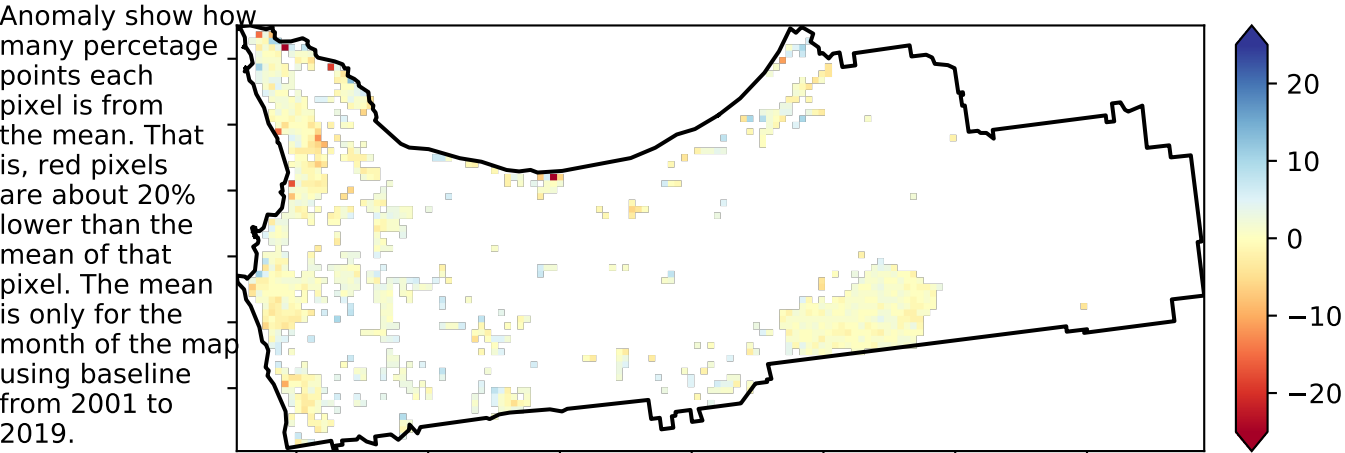 Anomaly show how
many percetage
points each
pixel is from
the mean. That
is, red pixels
are about 20%
lower than the
mean of that
pixel. The mean
is only for the
month of the map
using baseline
from 2001 to
2019.
20
10
0
−10
−20